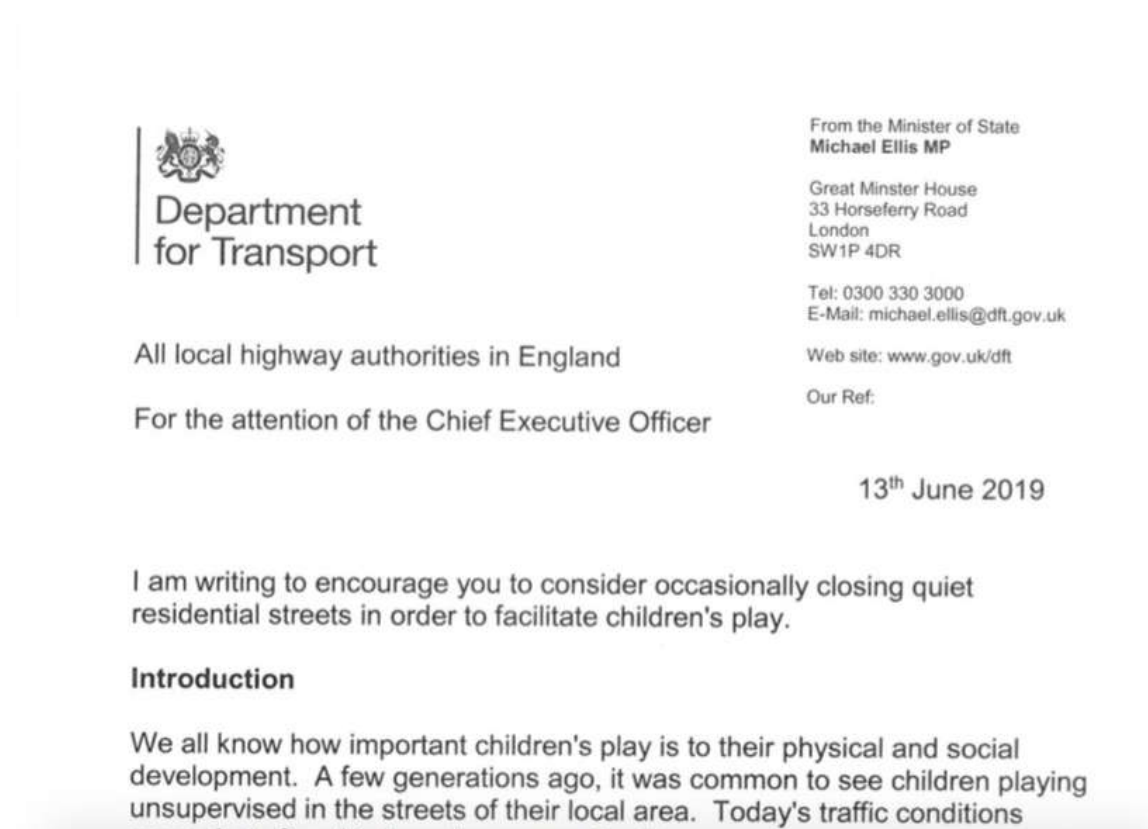 Department
for Transport
From the Minister of State
Michael Ellis MP
Great Minster House
33 Horseferry Road
London
SW1P 4DR
Tel: 0300 330 3000
E-Mail: michael.ellis@dft.gov.uk
Web site: www.gov.uk/dft
Our Ref:
All local highway authorities in England
For the attention of the Chief Executive Officer
13th June 2019
I am writing to encourage you to consider occasionally closing quiet
residential streets in order to facilitate children's play.
Introduction
We all know how important children's play is to their physical and social
development.  A few generations ago, it was common to see children playing
unsupervised in the streets of their local area.  Today's traffic conditions